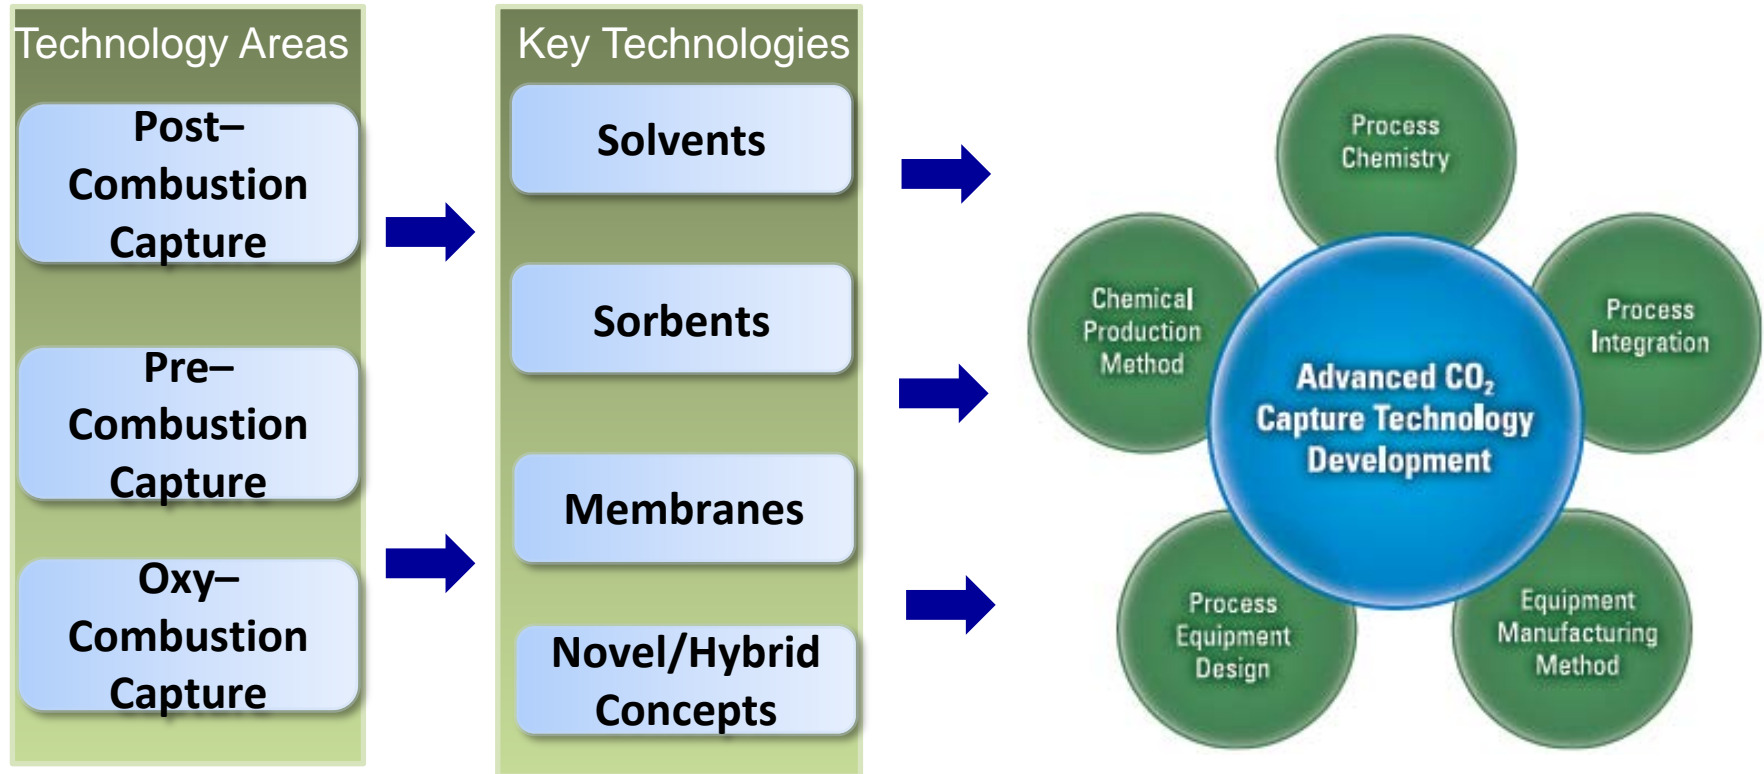 Technology Areas
Post–
Combustion
Capture
Pre–
Combustion
Capture
Oxy–
Combustion
Capture
Key Technologies
Solvents
Sorbents
Membranes
Novel/Hybrid
Concepts
Process
Chemistry
Chemical
Production
Method
Process
Integration
Advanced CO₂
Capture Technology
Development
Process
Equipment
Design
Equipment
Manufacturing
Method